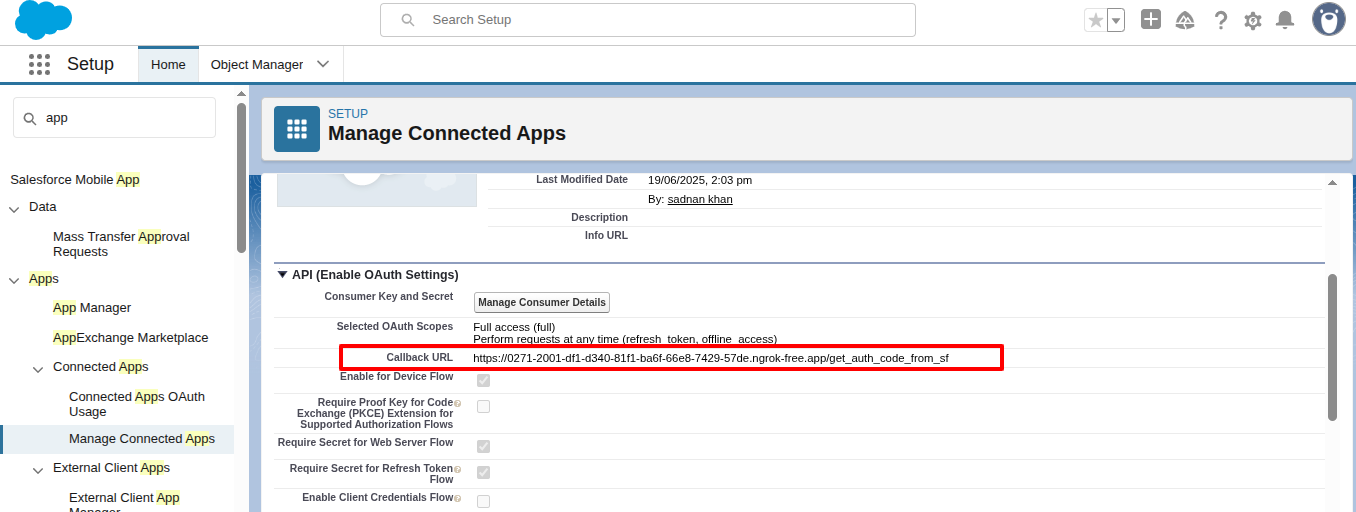 Search Setup
Setup
Home
Object Manager
app
Salesforce Mobile App
Data
Mass Transfer Approval
Requests
Apps
App Manager
AppExchange Marketplace
Connected Apps
Connected Apps OAuth
Usage
Manage Connected Apps
External Client Apps
External Client App
Manager
SETUP
Manage Connected Apps
Last Modified Date 19/06/2025, 2:03 pm
By: sadnan khan
Description
Info URL
API (Enable OAuth Settings)
Consumer Key and Secret Manage Consumer Details
Selected OAuth Scopes Full access (full)
Perform requests at any time (refresh_token, offline_access)
Callback URL https://0271-2001-df1-d340-81f1-ba6f-66e8-7429-57de.ngrok-free.app/get_auth_code_from_sf
Enable for Device Flow
Require Proof Key for Code
Exchange (PKCE) Extension for
Supported Authorization Flows
Require Secret for Web Server Flow
Require Secret for Refresh Token
Flow
Enable Client Credentials Flow